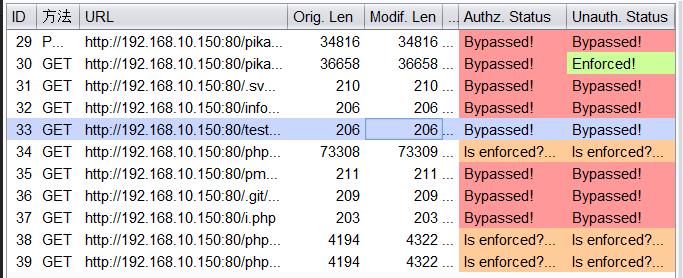 ID 方法 URL Orig. Len Modif. Len ... Authz. Status Unauth. Status
29 P... http://192.168.10.150:80/pika... 34816 34816 ... Bypassed! Bypassed!
30 GET http://192.168.10.150:80/pika... 36658 36658 ... Bypassed! Enforced!
31 GET http://192.168.10.150:80/.sv... 210 210 ... Bypassed! Bypassed!
32 GET http://192.168.10.150:80/info... 206 206 ... Bypassed! Bypassed!
33 GET http://192.168.10.150:80/test... 206 206 ... Bypassed! Bypassed!
34 GET http://192.168.10.150:80/php... 73308 73309 ... Is enforced?... Is enforced?...
35 GET http://192.168.10.150:80/pm... 211 211 ... Bypassed! Bypassed!
36 GET http://192.168.10.150:80/.git/... 209 209 ... Bypassed! Bypassed!
37 GET http://192.168.10.150:80/i.php 203 203 ... Bypassed! Bypassed!
38 GET http://192.168.10.150:80/php... 4194 4322 ... Is enforced?... Is enforced?...
39 GET http://192.168.10.150:80/php... 4194 4322 ... Is enforced?... Is enforced?...